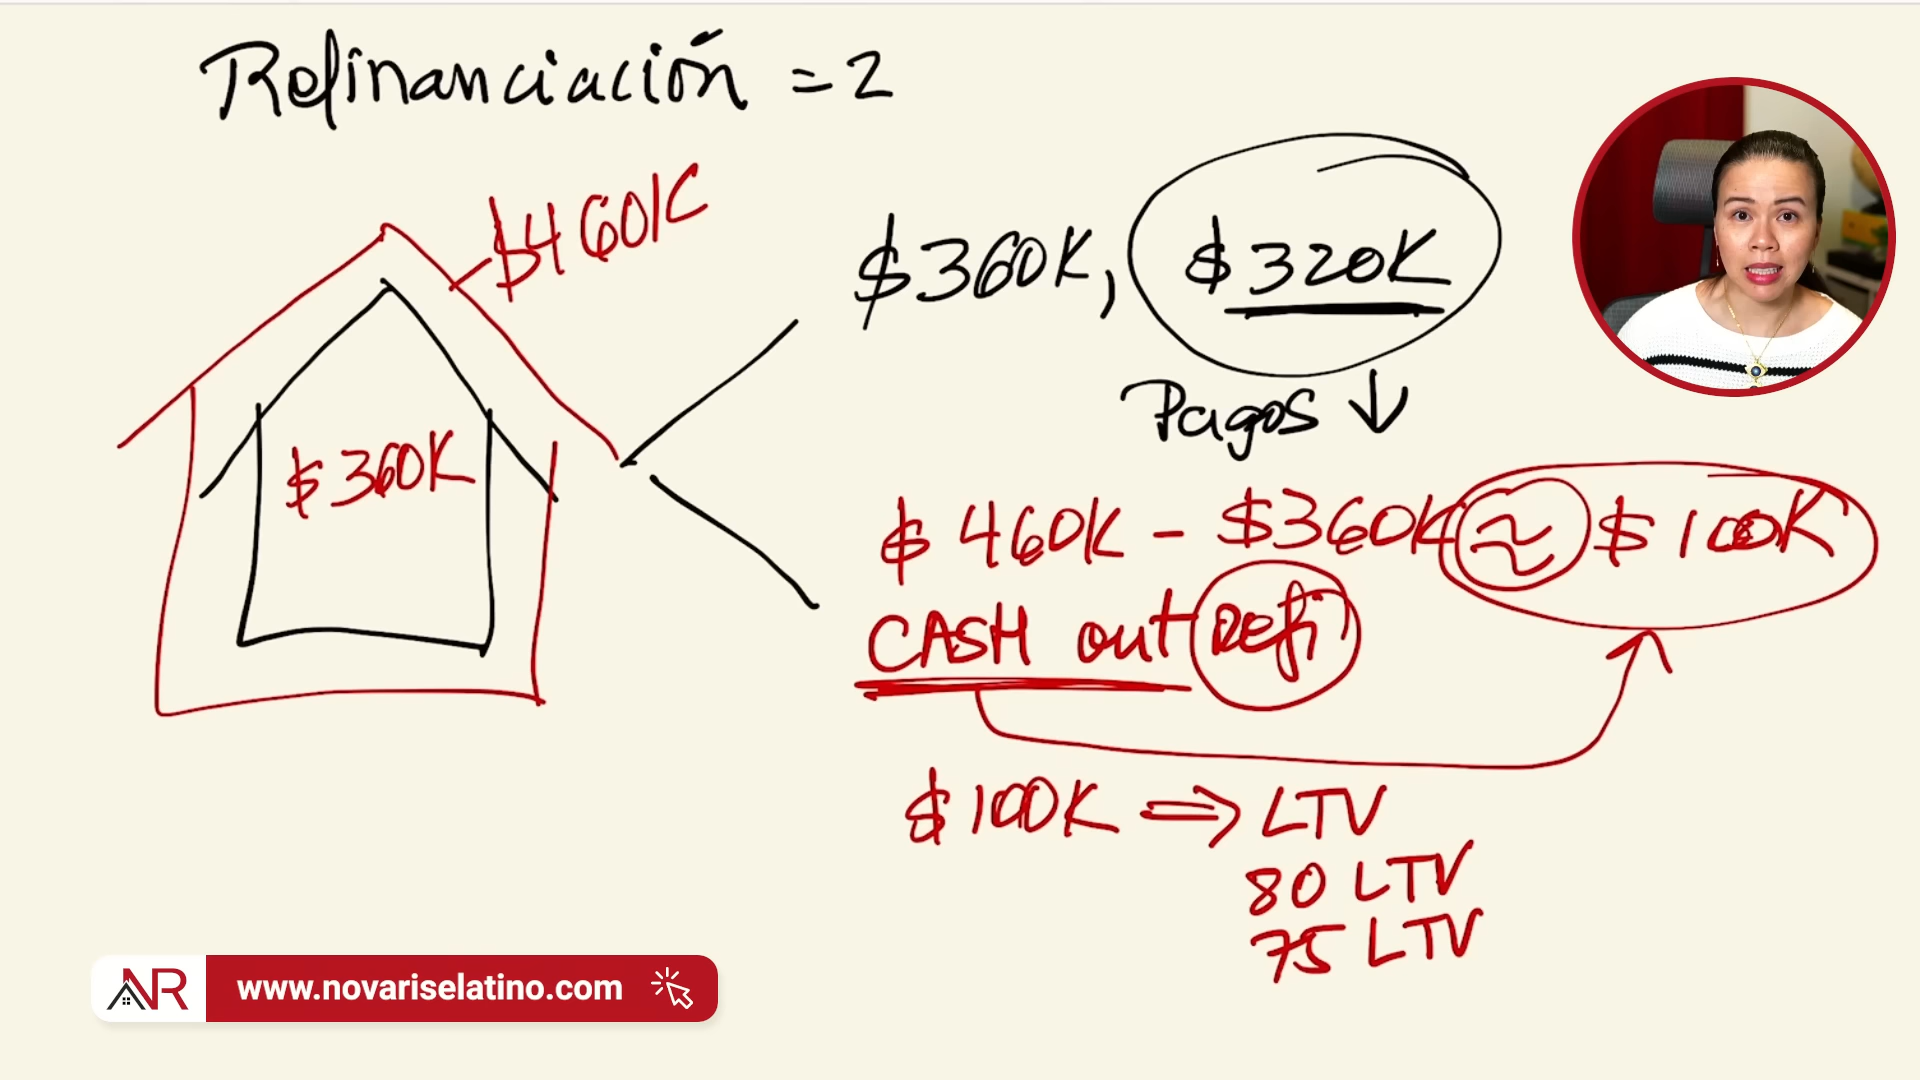 Refinanciación = 2
$460K
$360K
$360K, $320K
Pagos ↓
$460K - $360K ≈ $100K
CASH out Refi
$100K ⇒ LTV
80 LTV
75 LTV
NR
www.novariselatino.com